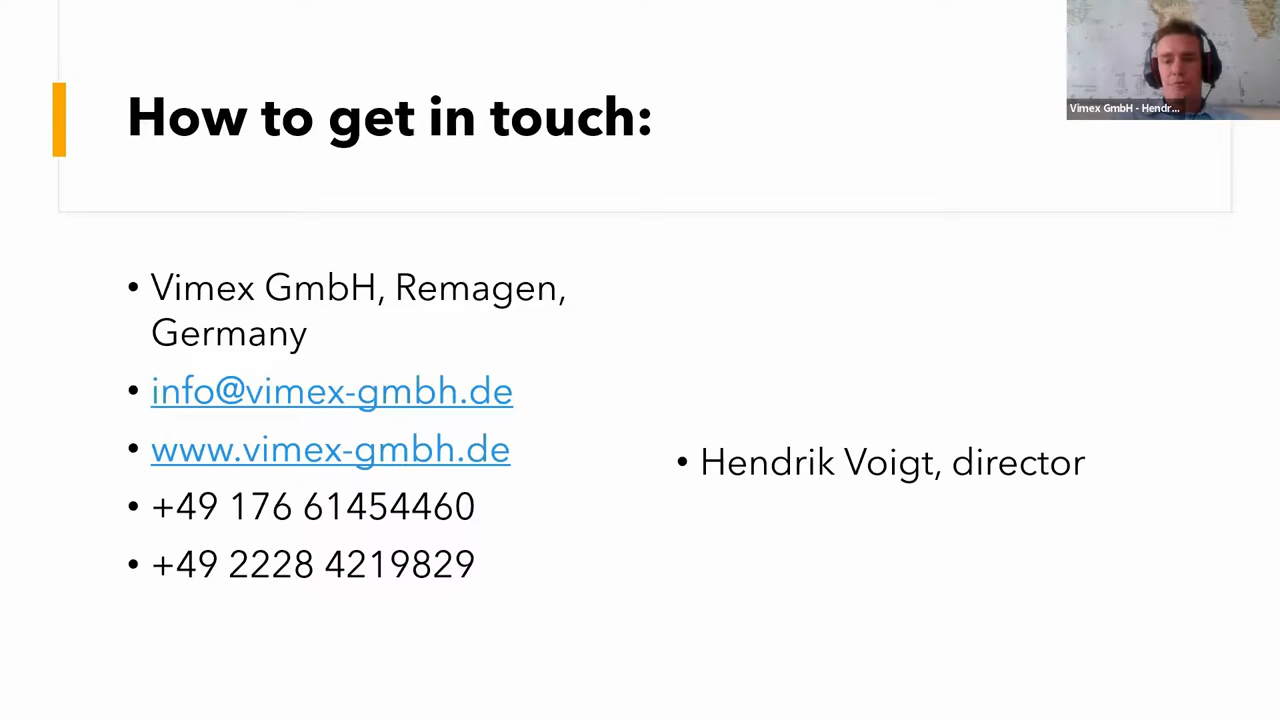 How to get in touch:
Vimex GmbH - Hendr...
• Vimex GmbH, Remagen,
Germany
• info@vimex-gmbh.de
• www.vimex-gmbh.de
• +49 176 61454460
• +49 2228 4219829
• Hendrik Voigt, director